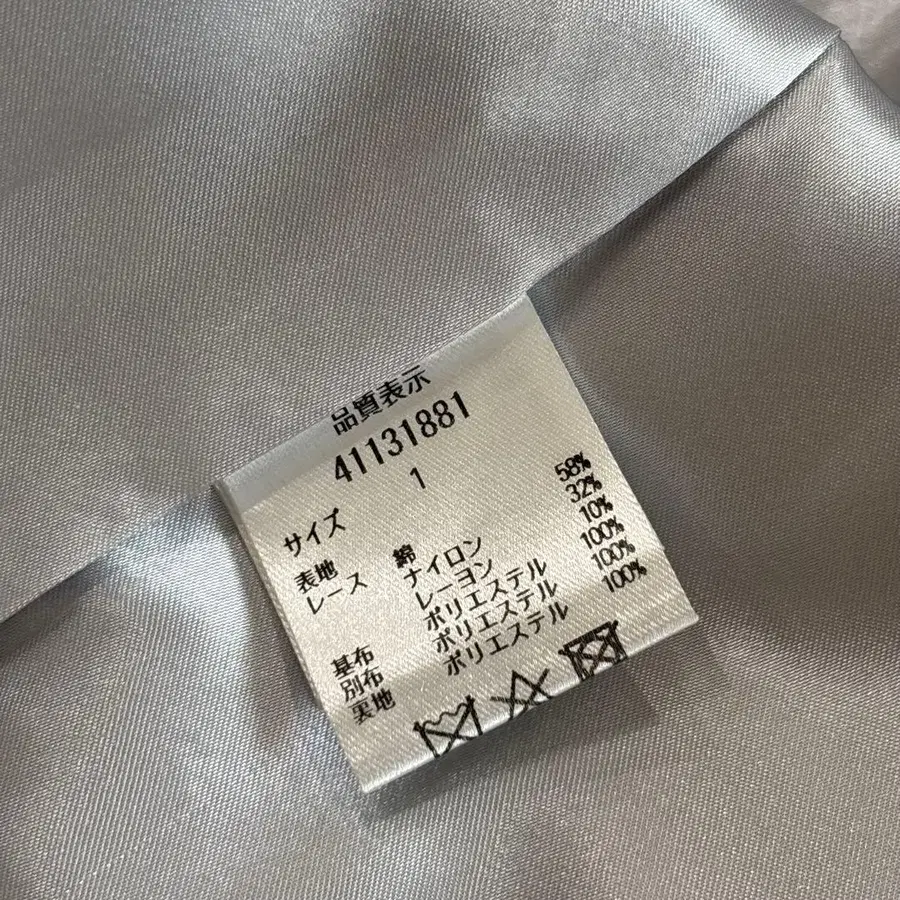 品質表示
41131881
サイズ 1
表地 綿 58%
レース ナイロン 32%
レーヨン 10%
基布 ポリエステル 100%
別布 ポリエステル 100%
裏地 ポリエステル 100%